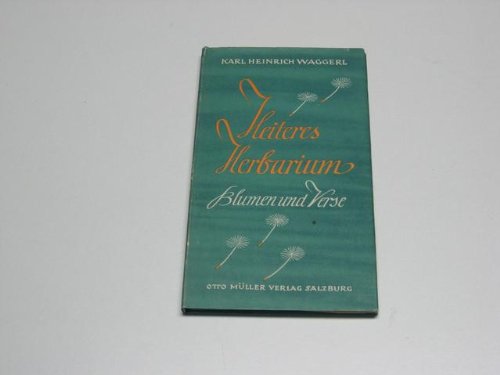 KARL HEINRICH WAGGERL
Heiteres
Herbarium
Blumen und Verse
OTTO MÜLLER VERLAG SALZBURG